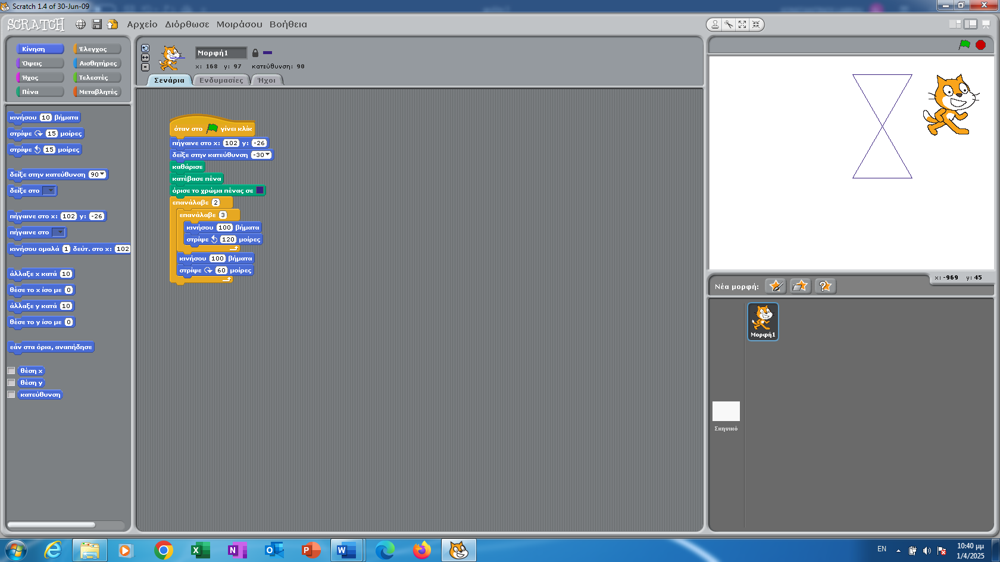 Scratch 1.4 of 30-Jun-09
SCRATCH
Αρχείο Διόρθωσε Μοιράσου Βοήθεια
Κίνηση Έλεγχος
Όψεις Αισθητήρες
Ήχος Τελεστές
Πένα Μεταβλητές
κινήσου 10 βήματα
στρίψε 15 μοίρες
στρίψε 15 μοίρες
δείξε στην κατεύθυνση 90
δείξε στο
πήγαινε στο x: 102 y: -26
πήγαινε στο
κινήσου ομαλά 1 δεύτ. στο x: 102
άλλαξε x κατά 10
θέσε το x ίσο με 0
άλλαξε y κατά 10
θέσε το y ίσο με 0
εάν στα όρια, αναπήδησε
θέση x
θέση y
κατεύθυνση
Μορφή1
x: 168 y: 97 κατεύθυνση: 90
Σενάρια Ενδυμασίες Ήχοι
όταν στο γίνει κλίκ
πήγαινε στο x: 102 y: -26
δείξε στην κατεύθυνση -30
καθάρισε
κατέβασε πένα
όρισε το χρώμα πένας σε
επανάλαβε 2
επανάλαβε 3
κινήσου 100 βήματα
στρίψε 120 μοίρες
κινήσου 100 βήματα
στρίψε 60 μοίρες
x: -969 y: 45
Νέα μορφή:
Μορφή1
Σκηνικό
EN
10:40 μμ
1/4/2025